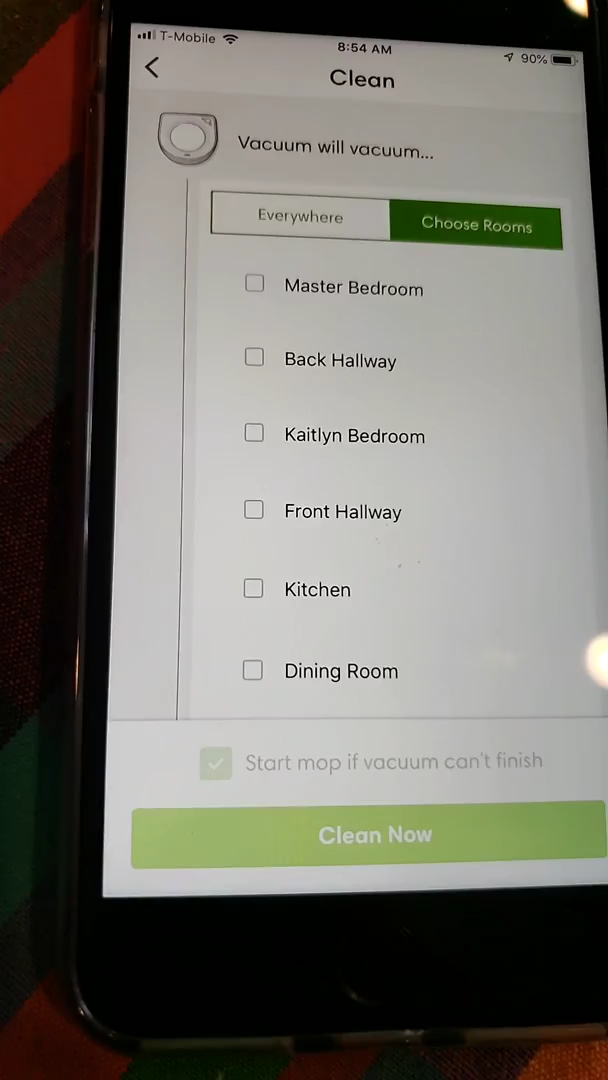 T-Mobile
8:54 AM
90%
Clean
Vacuum will vacuum...
Everywhere
Choose Rooms
Master Bedroom
Back Hallway
Kaitlyn Bedroom
Front Hallway
Kitchen
Dining Room
Start mop if vacuum can't finish
Clean Now